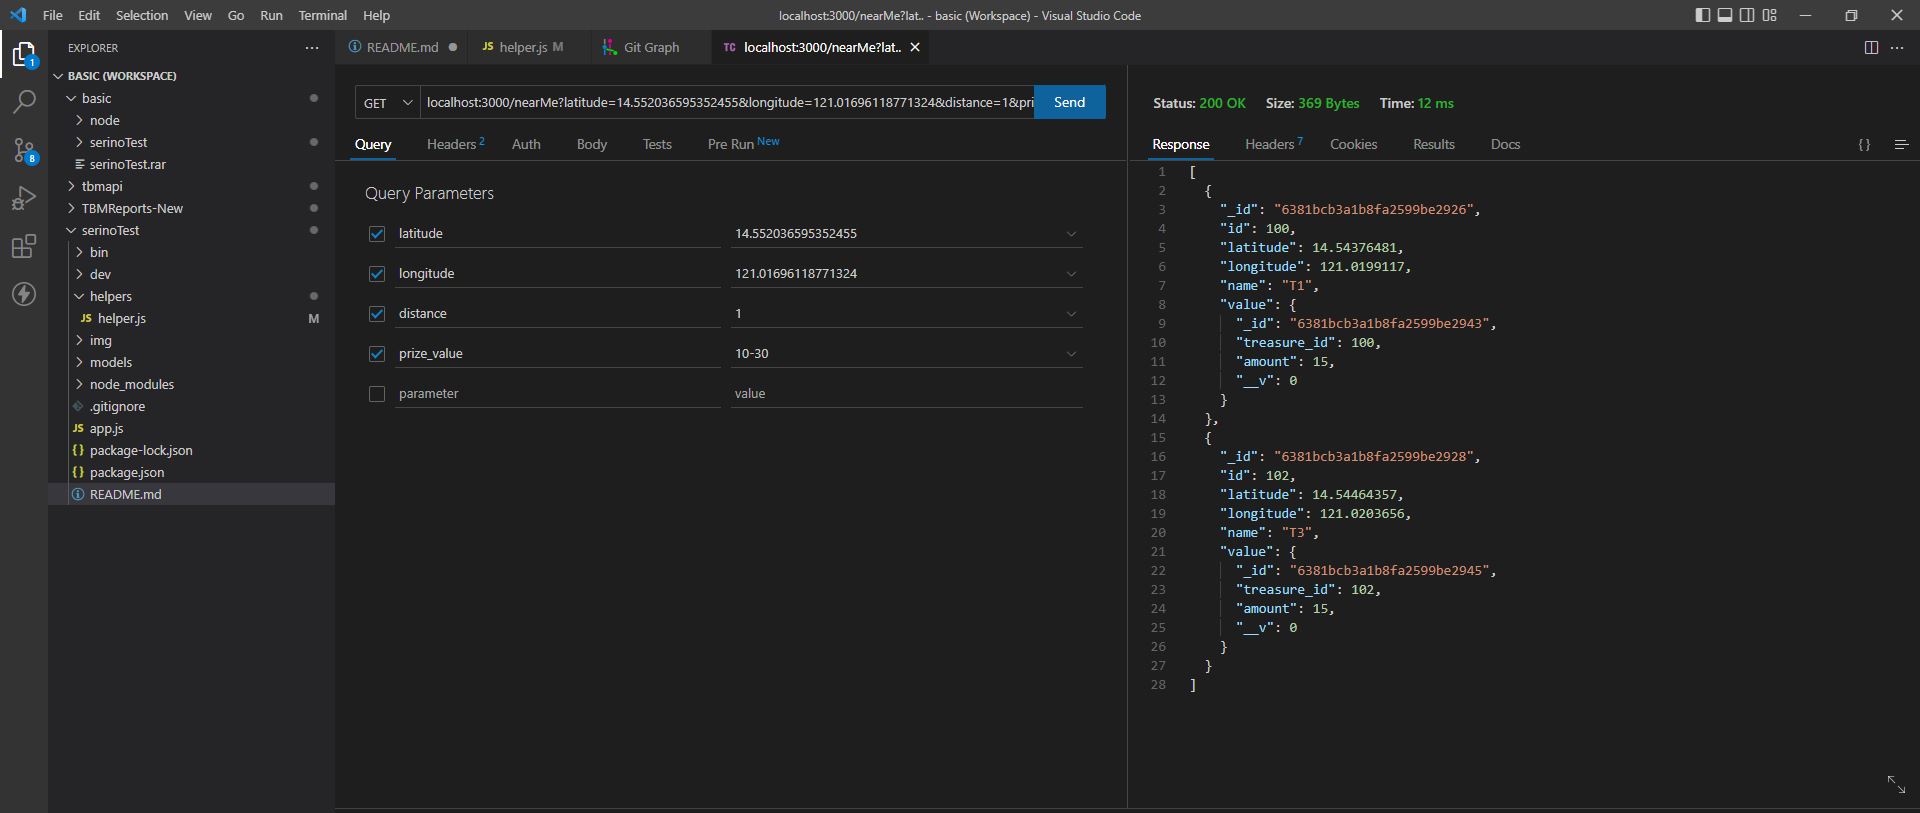 File Edit Selection View Go Run Terminal Help
localhost:3000/nearMe?lat.. - basic (Workspace) - Visual Studio Code
EXPLORER
1
8
BASIC (WORKSPACE)
basic
node
serinoTest
serinoTest.rar
tbmapi
TBMReports-New
serinoTest
bin
dev
helpers
JS helper.js M
img
models
node_modules
.gitignore
JS app.js
{} package-lock.json
{} package.json
README.md
README.md
JS helper.js M
Git Graph
TC localhost:3000/nearMe?lat..
GET localhost:3000/nearMe?latitude=14.552036595352455&longitude=121.01696118771324&distance=1&pri Send
Query Headers 2 Auth Body Tests Pre Run New
Query Parameters
latitude 14.552036595352455
longitude 121.01696118771324
distance 1
prize_value 10-30
parameter value
Status: 200 OK Size: 369 Bytes Time: 12 ms
Response Headers 7 Cookies Results Docs {}
1 [
2 {
3 "_id": "6381bcb3a1b8fa2599be2926",
4 "id": 100,
5 "latitude": 14.54376481,
6 "longitude": 121.0199117,
7 "name": "T1",
8 "value": {
9 "_id": "6381bcb3a1b8fa2599be2943",
10 "treasure_id": 100,
11 "amount": 15,
12 "__v": 0
13 }
14 },
15 {
16 "_id": "6381bcb3a1b8fa2599be2928",
17 "id": 102,
18 "latitude": 14.54464357,
19 "longitude": 121.0203656,
20 "name": "T3",
21 "value": {
22 "_id": "6381bcb3a1b8fa2599be2945",
23 "treasure_id": 102,
24 "amount": 15,
25 "__v": 0
26 }
27 }
28 ]